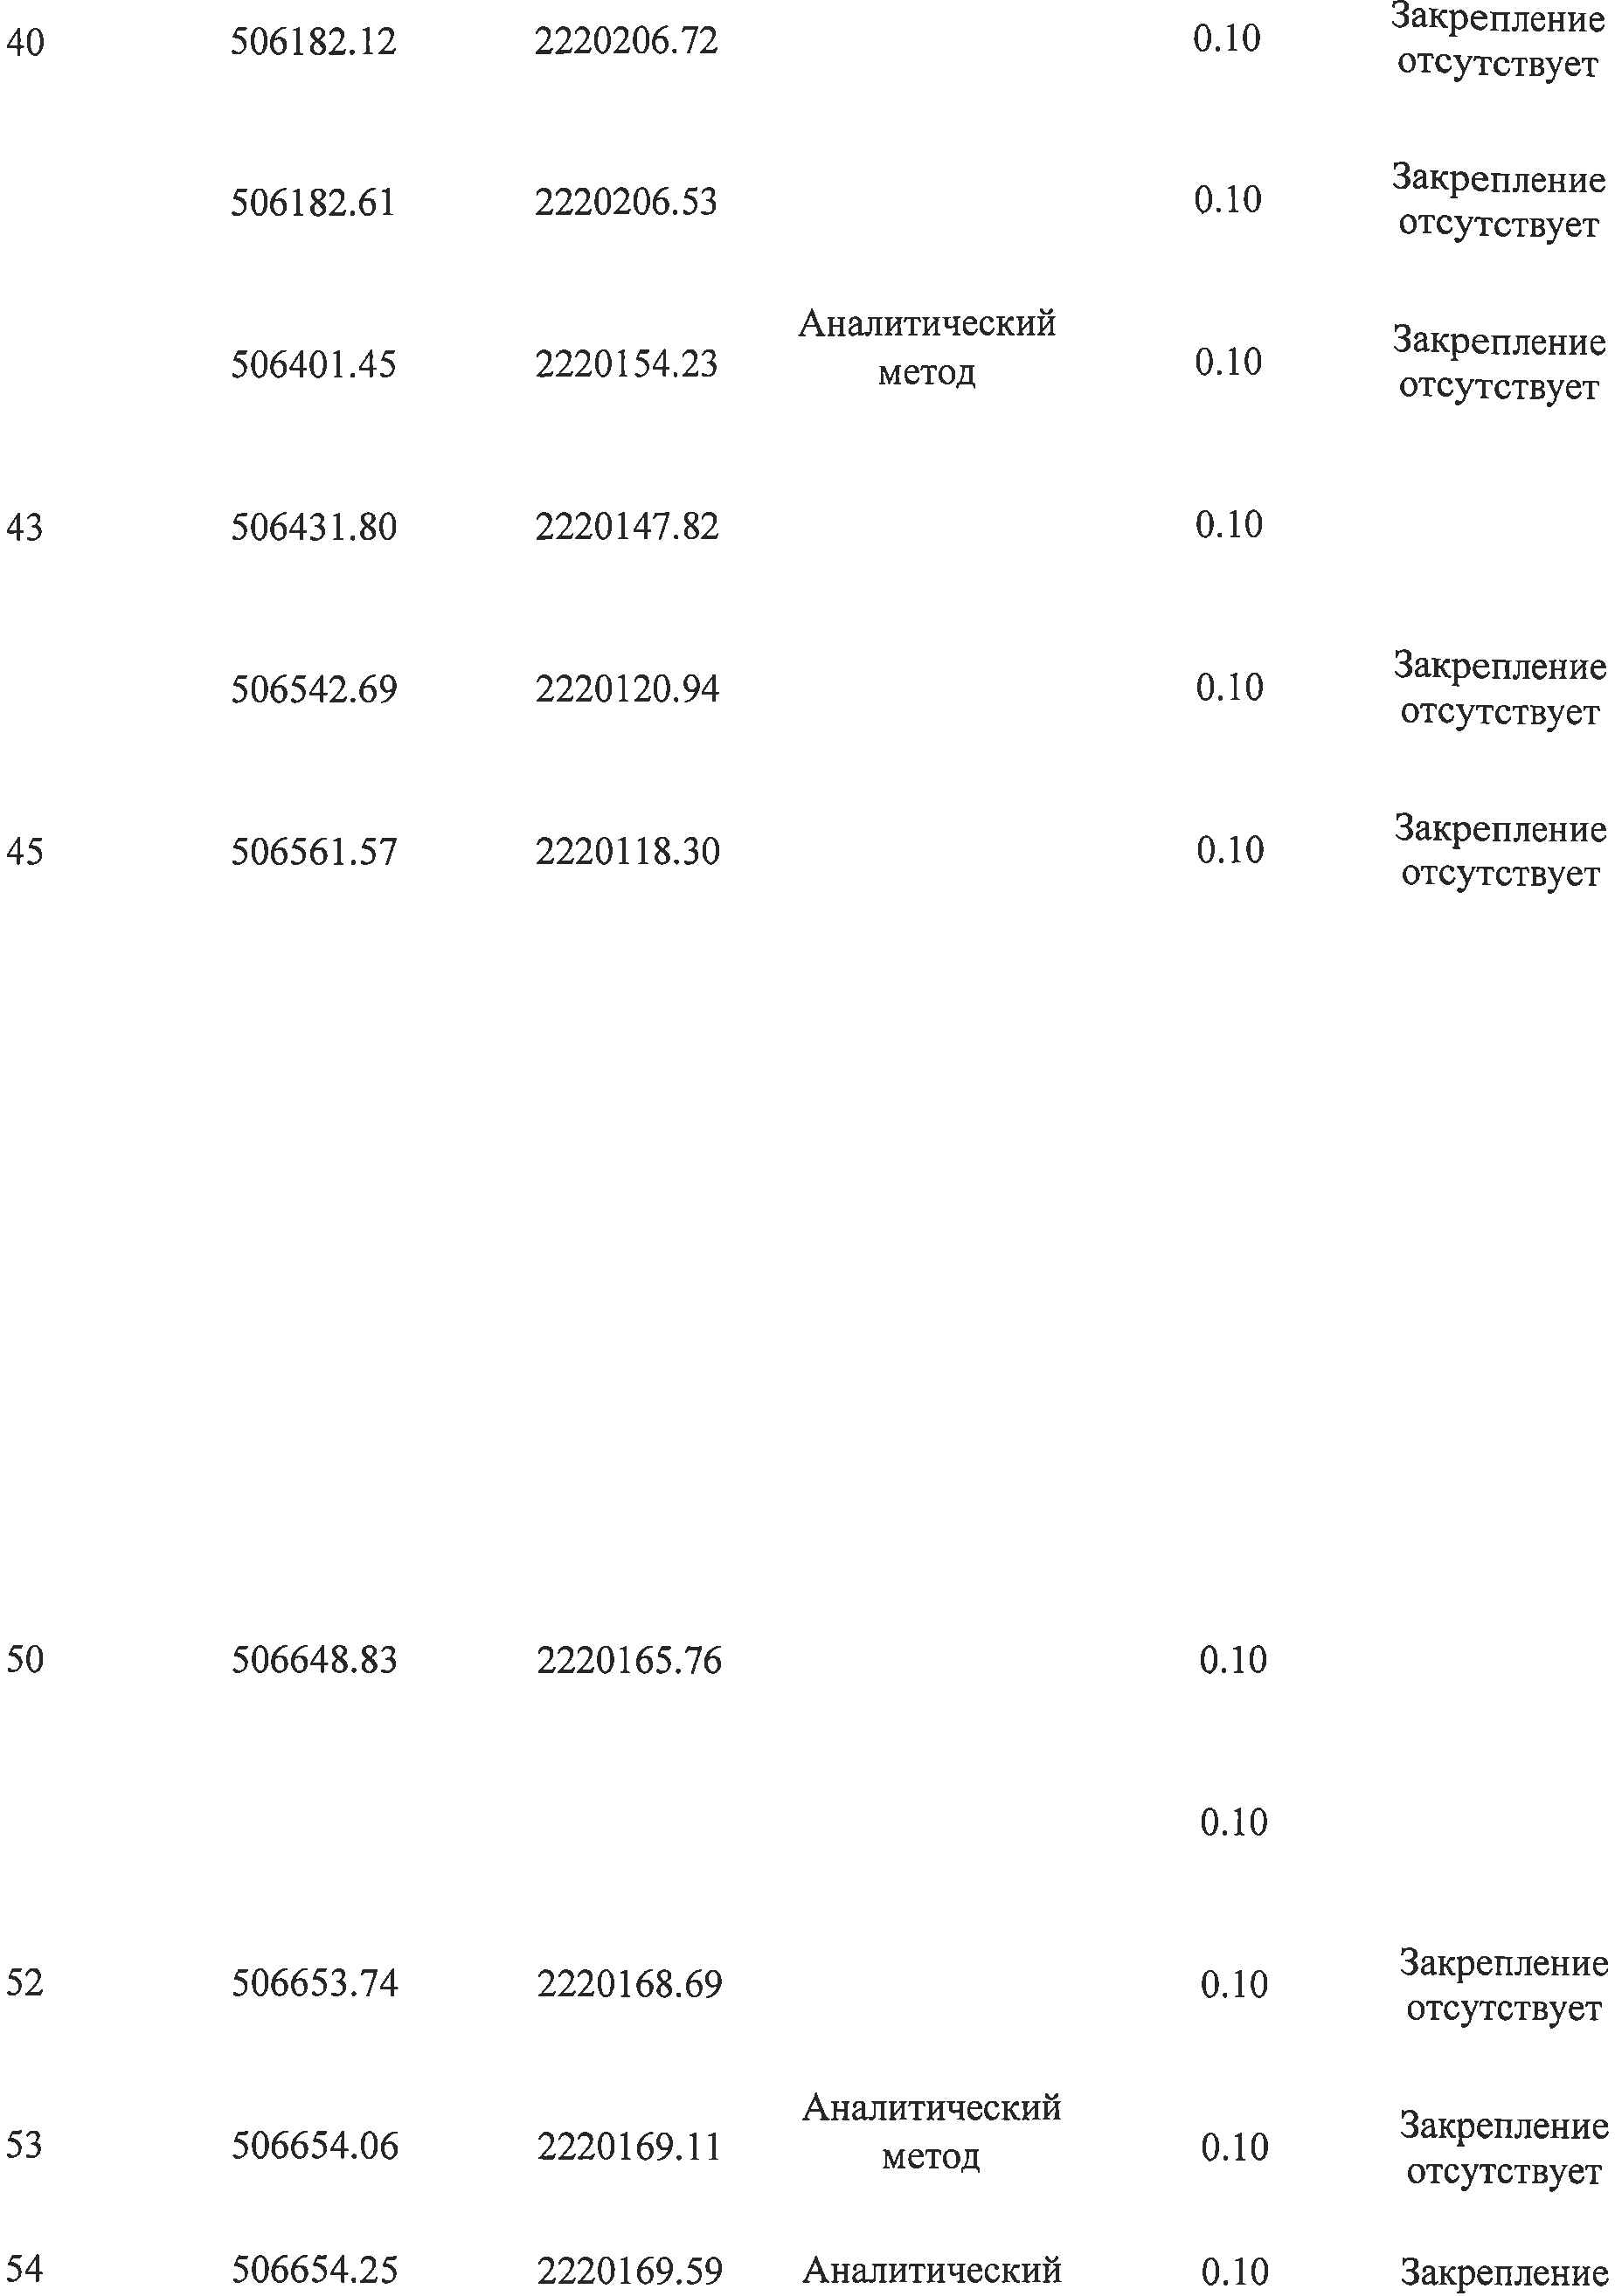 40 506182.12 2220206.72 0.10 Закрепление
отсутствует
506182.61 2220206.53 0.10 Закрепление
отсутствует
506401.45 2220154.23 Аналитический
метод 0.10 Закрепление
отсутствует
43 506431.80 2220147.82 0.10
506542.69 2220120.94 0.10 Закрепление
отсутствует
45 506561.57 2220118.30 0.10 Закрепление
отсутствует
50 506648.83 2220165.76 0.10
0.10
52 506653.74 2220168.69 0.10 Закрепление
отсутствует
53 506654.06 2220169.11 Аналитический
метод 0.10 Закрепление
отсутствует
54 506654.25 2220169.59 Аналитический 0.10 Закрепление